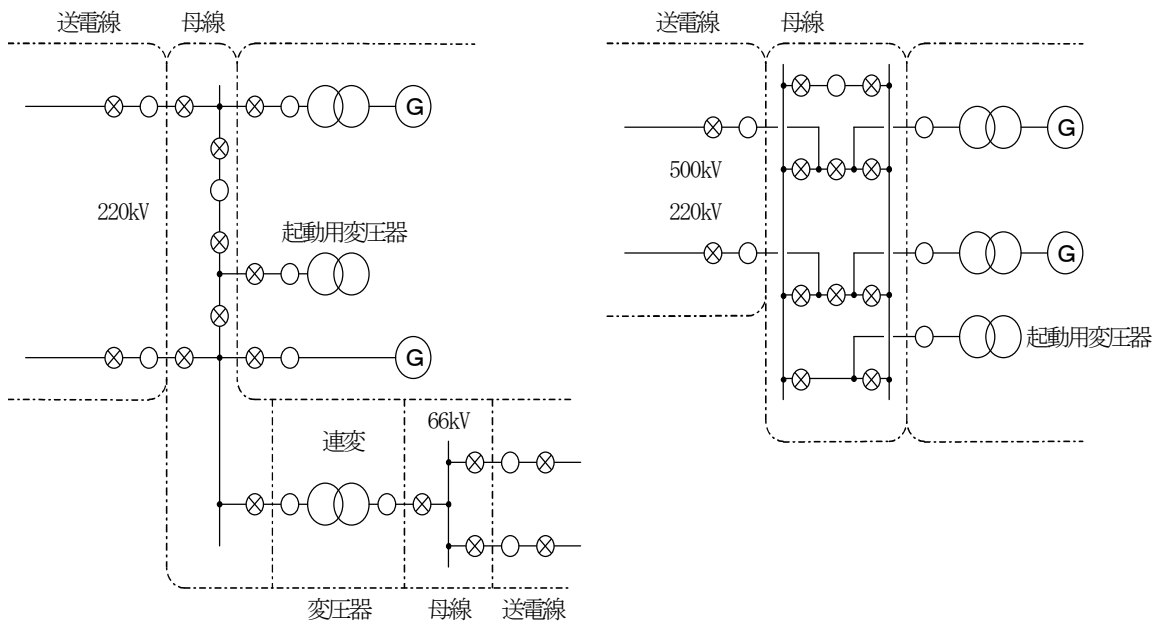 送電線
母線
G
220kV
起動用変圧器
G
連変
66kV
変圧器
母線
送電線
送電線
母線
G
500kV
220kV
G
起動用変圧器